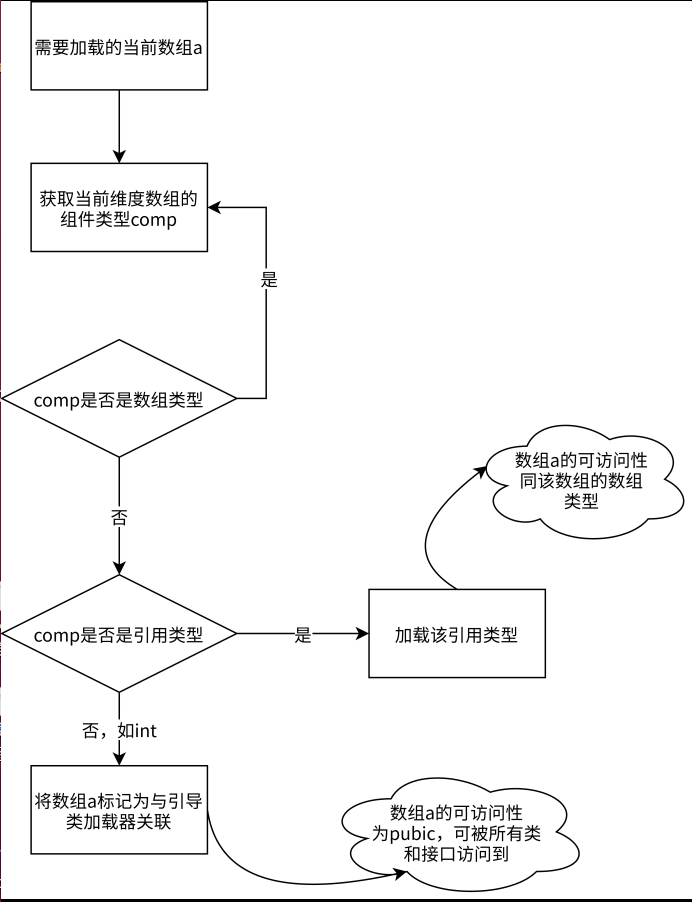 需要加载的当前数组a
获取当前维度数组的
组件类型comp
是
comp是否是数组类型
否
数组a的可访问性
同该数组的数组
类型
comp是否是引用类型
是
加载该引用类型
否，如int
将数组a标记为与引导
类加载器关联
数组a的可访问性
为pubic，可被所有类
和接口访问到